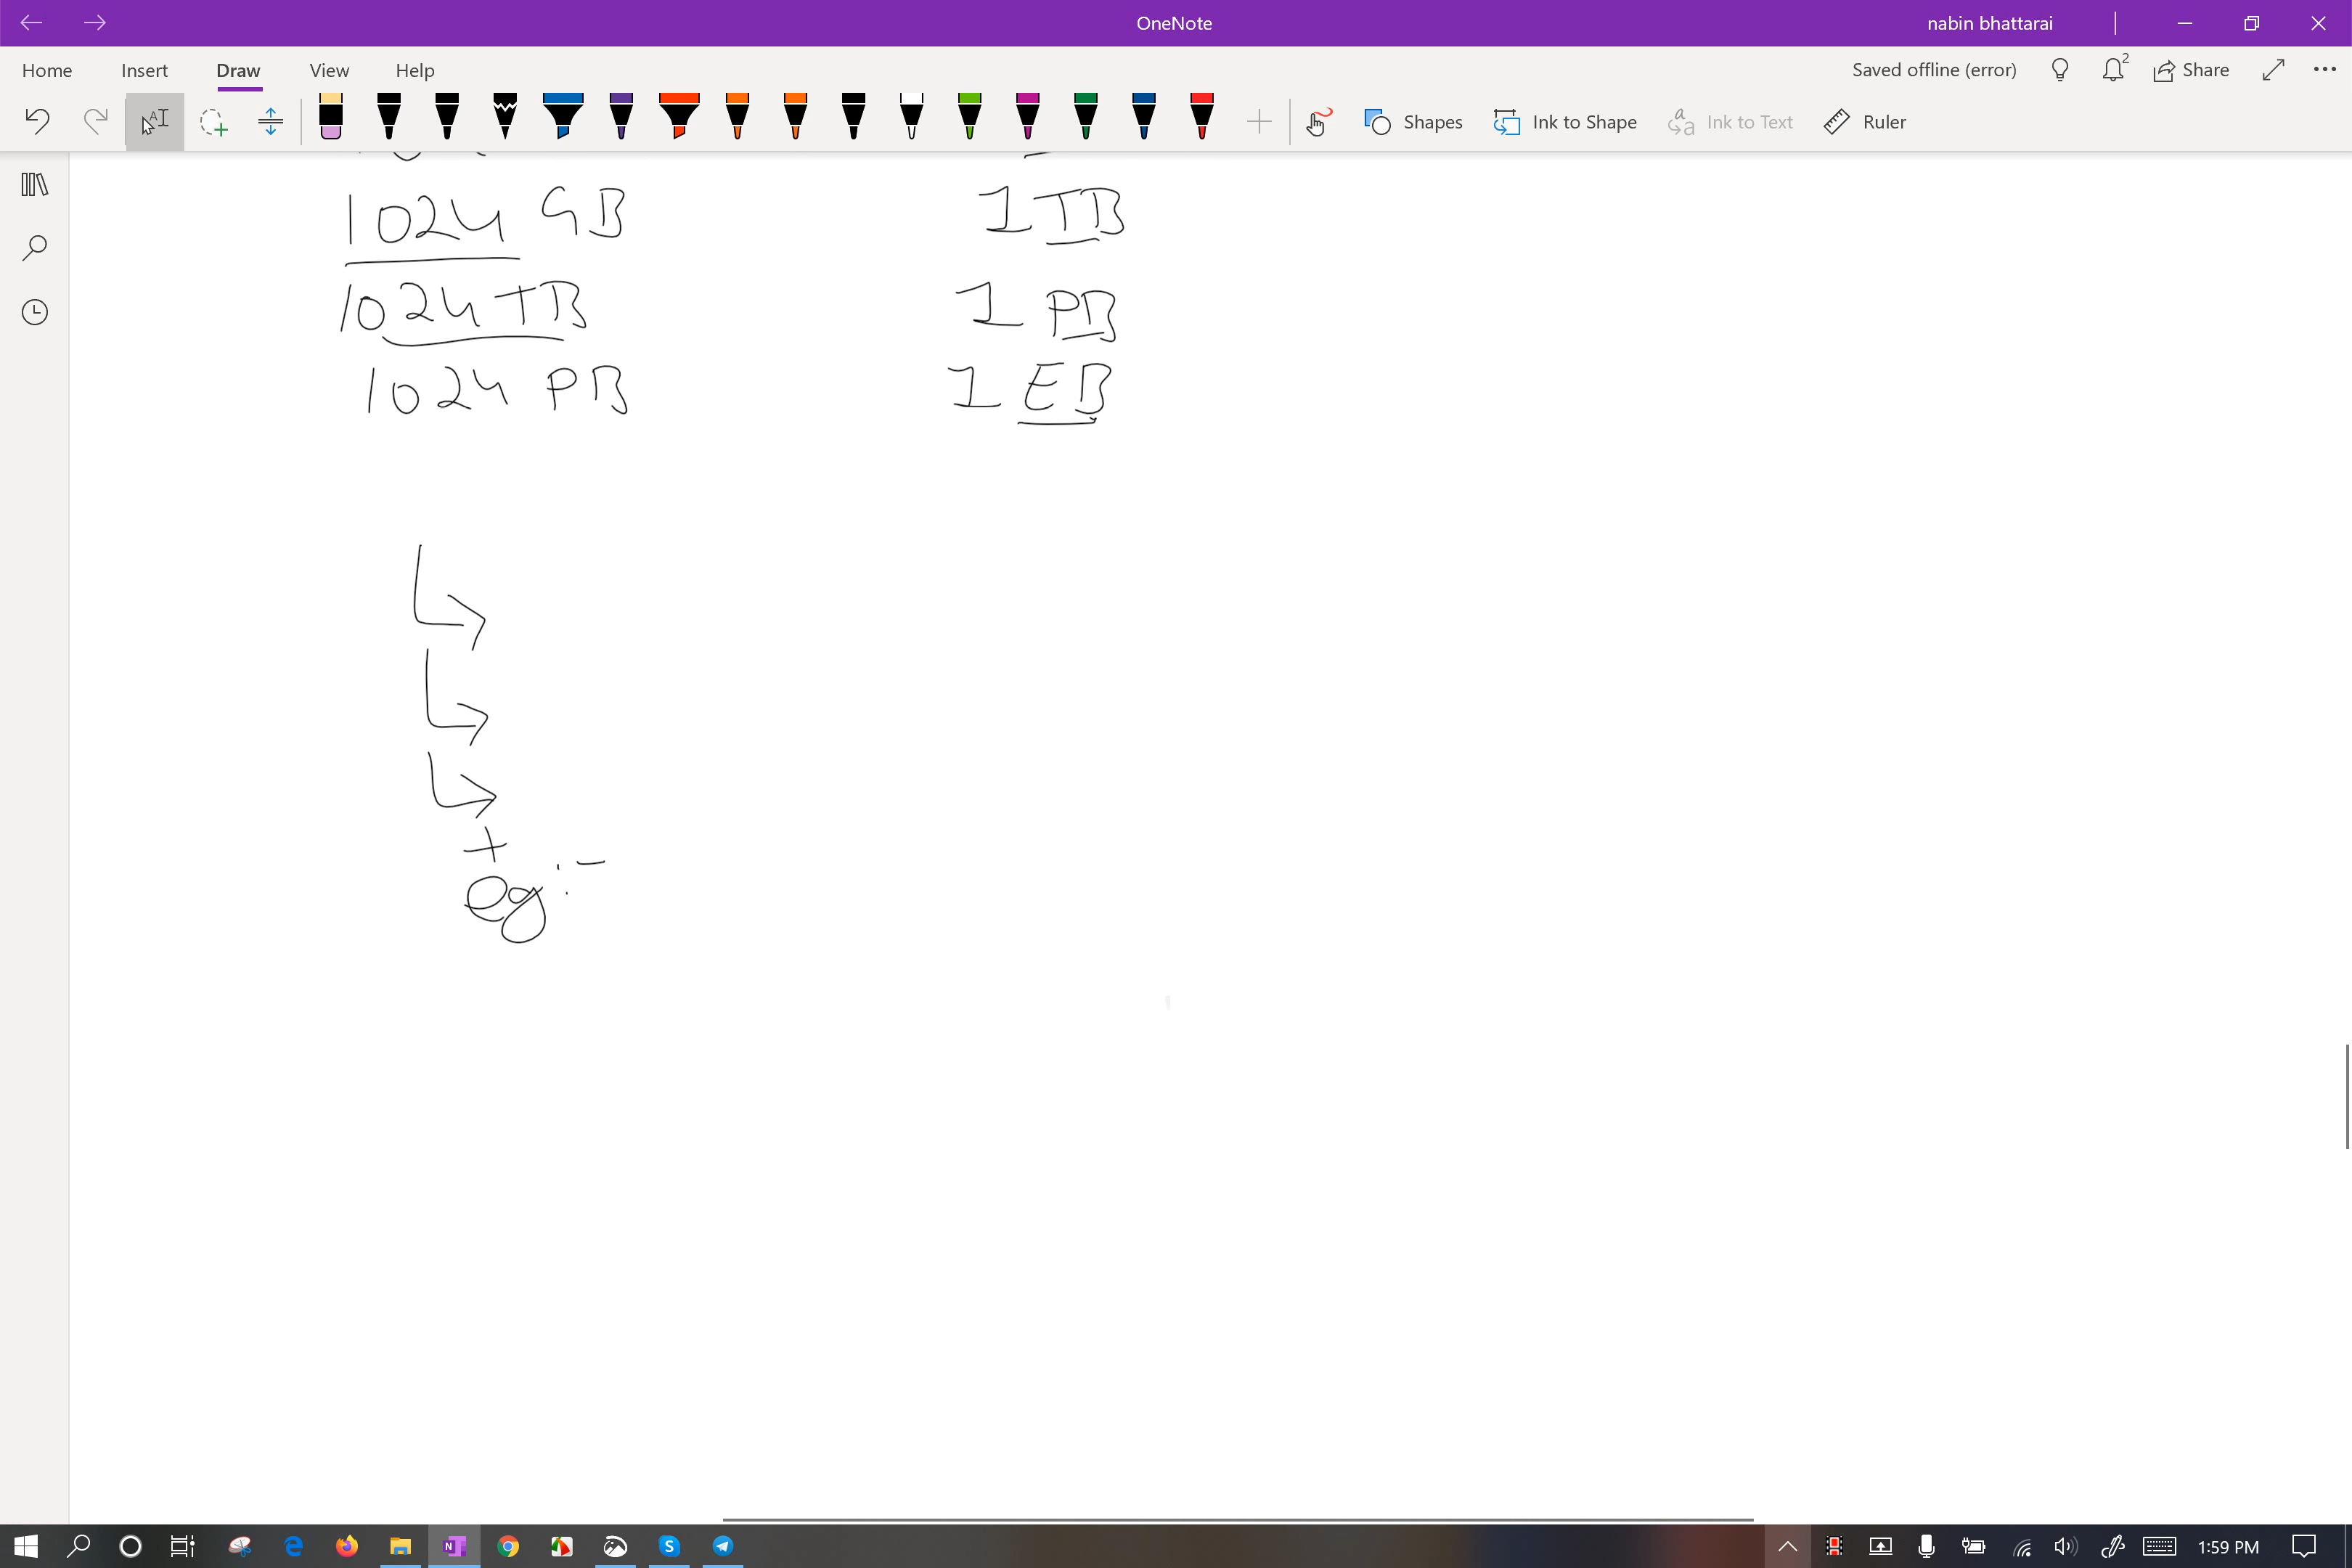 OneNote
nabin bhattarai
Home Insert Draw View Help
Saved offline (error) 2 Share
Shapes Ink to Shape Ink to Text Ruler
1024 GB 1 TB
1024 TB 1 PB
1024 PB 1 EB
+
eg :-
1:59 PM